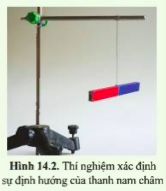 Hình 14.2. Thí nghiệm xác định
sự định hướng của thanh nam châm